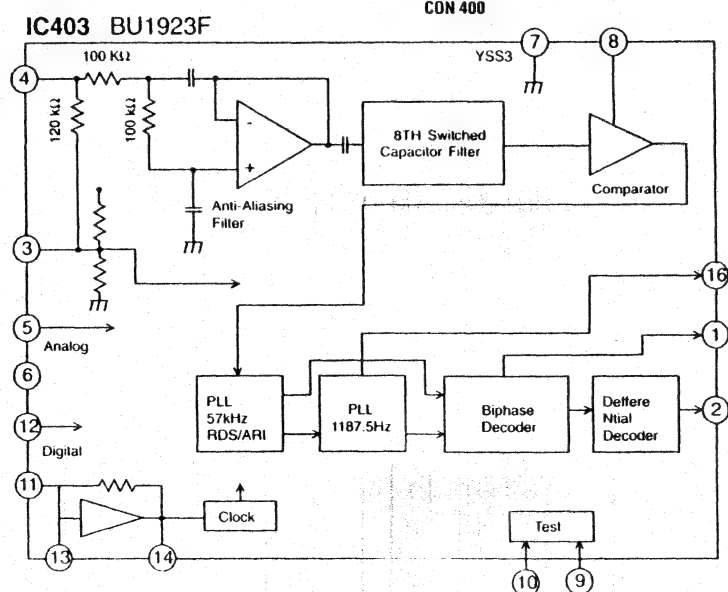 CON 400
IC403 BU1923F
YSS3
7
8
4
100 kΩ
120 kΩ
100 kΩ
-
+
8TH Switched
Capacitor Filter
Comparator
Anti-Aliasing
Filter
3
16
5
Analog
1
6
PLL
57kHz
RDS/ARI
PLL
1187.5Hz
Biphase
Decoder
Deffere
Ntial
Decoder
2
12
Digital
11
Clock
Test
13
14
10
9